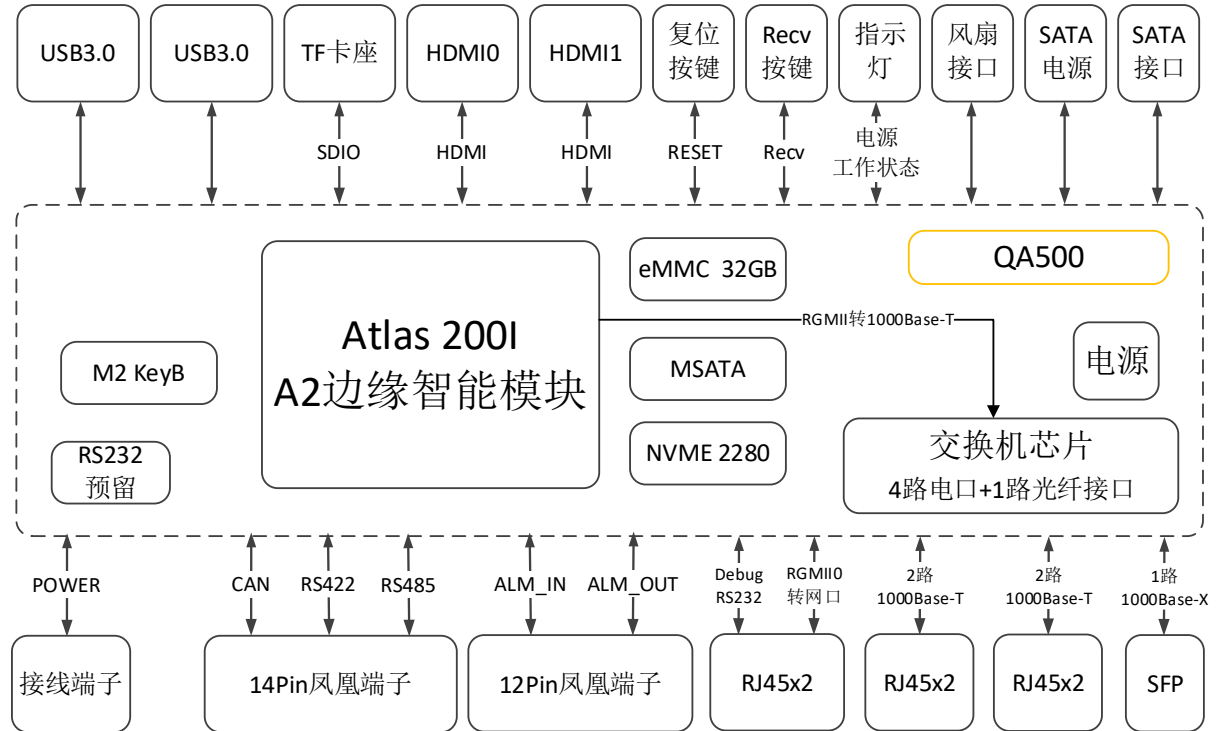 USB3.0
USB3.0
TF卡座
HDMI0
HDMI1
复位
按键
Recv
按键
指示
灯
风扇
接口
SATA
电源
SATA
接口
SDIO
HDMI
HDMI
RESET
Recv
电源
工作状态
Atlas 200I
A2边缘智能模块
eMMC 32GB
QA500
RGMII转1000Base-T
M2 KeyB
MSATA
电源
RS232
预留
NVME 2280
交换机芯片
4路电口+1路光纤接口
POWER
CAN
RS422
RS485
ALM_IN
ALM_OUT
Debug
RS232
RGMII0
转网口
2路
1000Base-T
2路
1000Base-T
1路
1000Base-X
接线端子
14Pin凤凰端子
12Pin凤凰端子
RJ45x2
RJ45x2
RJ45x2
SFP